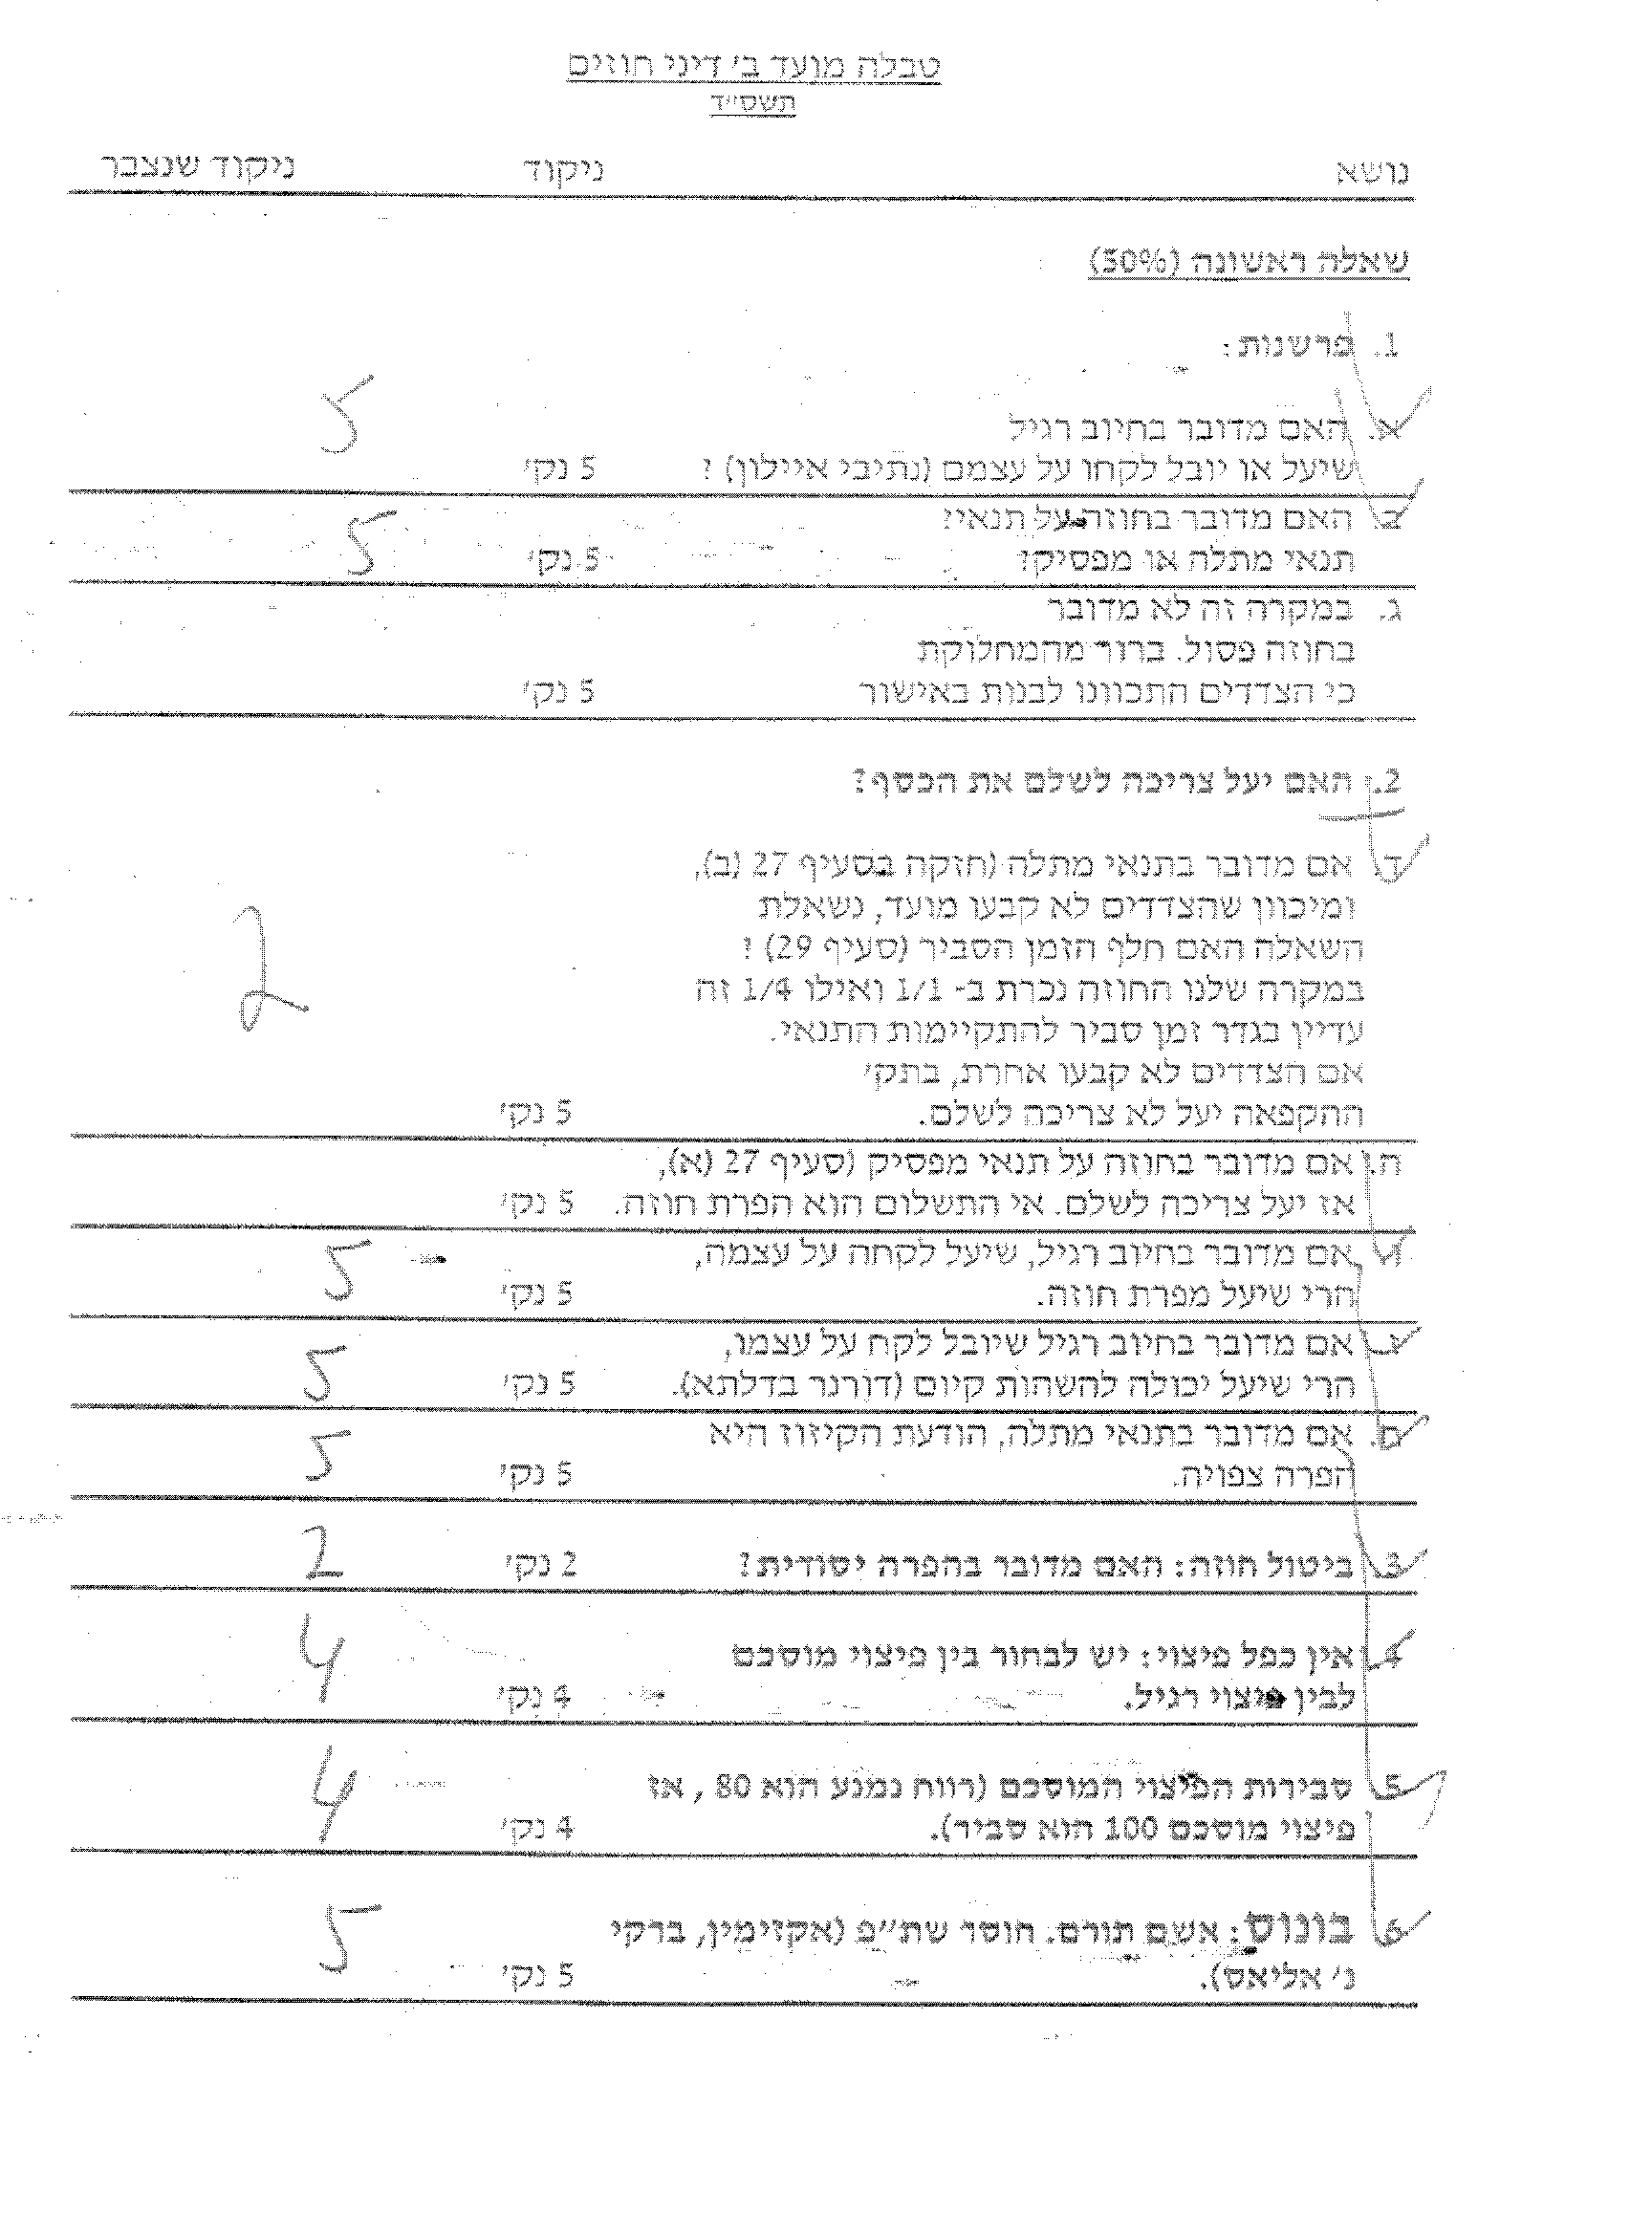 טבלה מועד ב׳ דיני חוזים
תשס״ד
נושא ניקוד ניקוד שנצבר
שאלה ראשונה (50%)
1. פרשנות:
א. האם מדובר בחיוב רגיל 5
שיעל או יובל לקחו על עצמם (נתיבי איילון)? 5 נק׳
ב. האם מדובר בחוזה על תנאי? 5
תנאי מתלה או מפסיק? 5 נק׳
ג. במקרה זה לא מדובר
בחוזה פסול. ברור מהמחלוקת
כי הצדדים התכוונו לבנות באישור 5 נק׳
2. האם יעל צריכה לשלם את הכסף?
ד. אם מדובר בתנאי מתלה (חזקה בסעיף 27 (ב),
ומיכוון שהצדדים לא קבעו מועד, נשאלת
השאלה האם חלף הזמן הסביר (סעיף 29)? 2
במקרה שלנו החוזה נכרת ב- 1/1 ואילו 1/4 זה
עדיין בגדר זמן סביר להתקיימות התנאי.
אם הצדדים לא קבעו אחרת, בתק׳
ההקפאה יעל לא צריכה לשלם. 5 נק׳
ה. אם מדובר בחוזה על תנאי מפסיק (סעיף 27 (א),
אז יעל צריכה לשלם. אי התשלום הוא הפרת חוזה. 5 נק׳
ו. אם מדובר בחיוב רגיל, שיעל לקחה על עצמה, 5
הרי שיעל מפרת חוזה. 5 נק׳
ז. אם מדובר בחיוב רגיל שיובל לקח על עצמו, 5
הרי שיעל יכולה להשהות קיום (דורנר בדלתא). 5 נק׳
ח. אם מדובר בתנאי מתלה, הודעת הקיזוז היא 5
הפרה צפויה. 5 נק׳
3. ביטול חוזה: האם מדובר בהפרה יסודית? 2 נק׳ 2
4. אין כפל פיצוי: יש לבחור בין פיצוי מוסכם 4
לבין פיצוי רגיל. 4 נק׳
5. סבירות הפיצוי המוסכם (רווח נמנע הוא 80, אז 4
פיצוי מוסכם 100 הוא סביר). 4 נק׳
6. בונוס: אשם תורם. חוסר שת״פ (אקזימין, ברקי 5
נ׳ אליאס). 5 נק׳